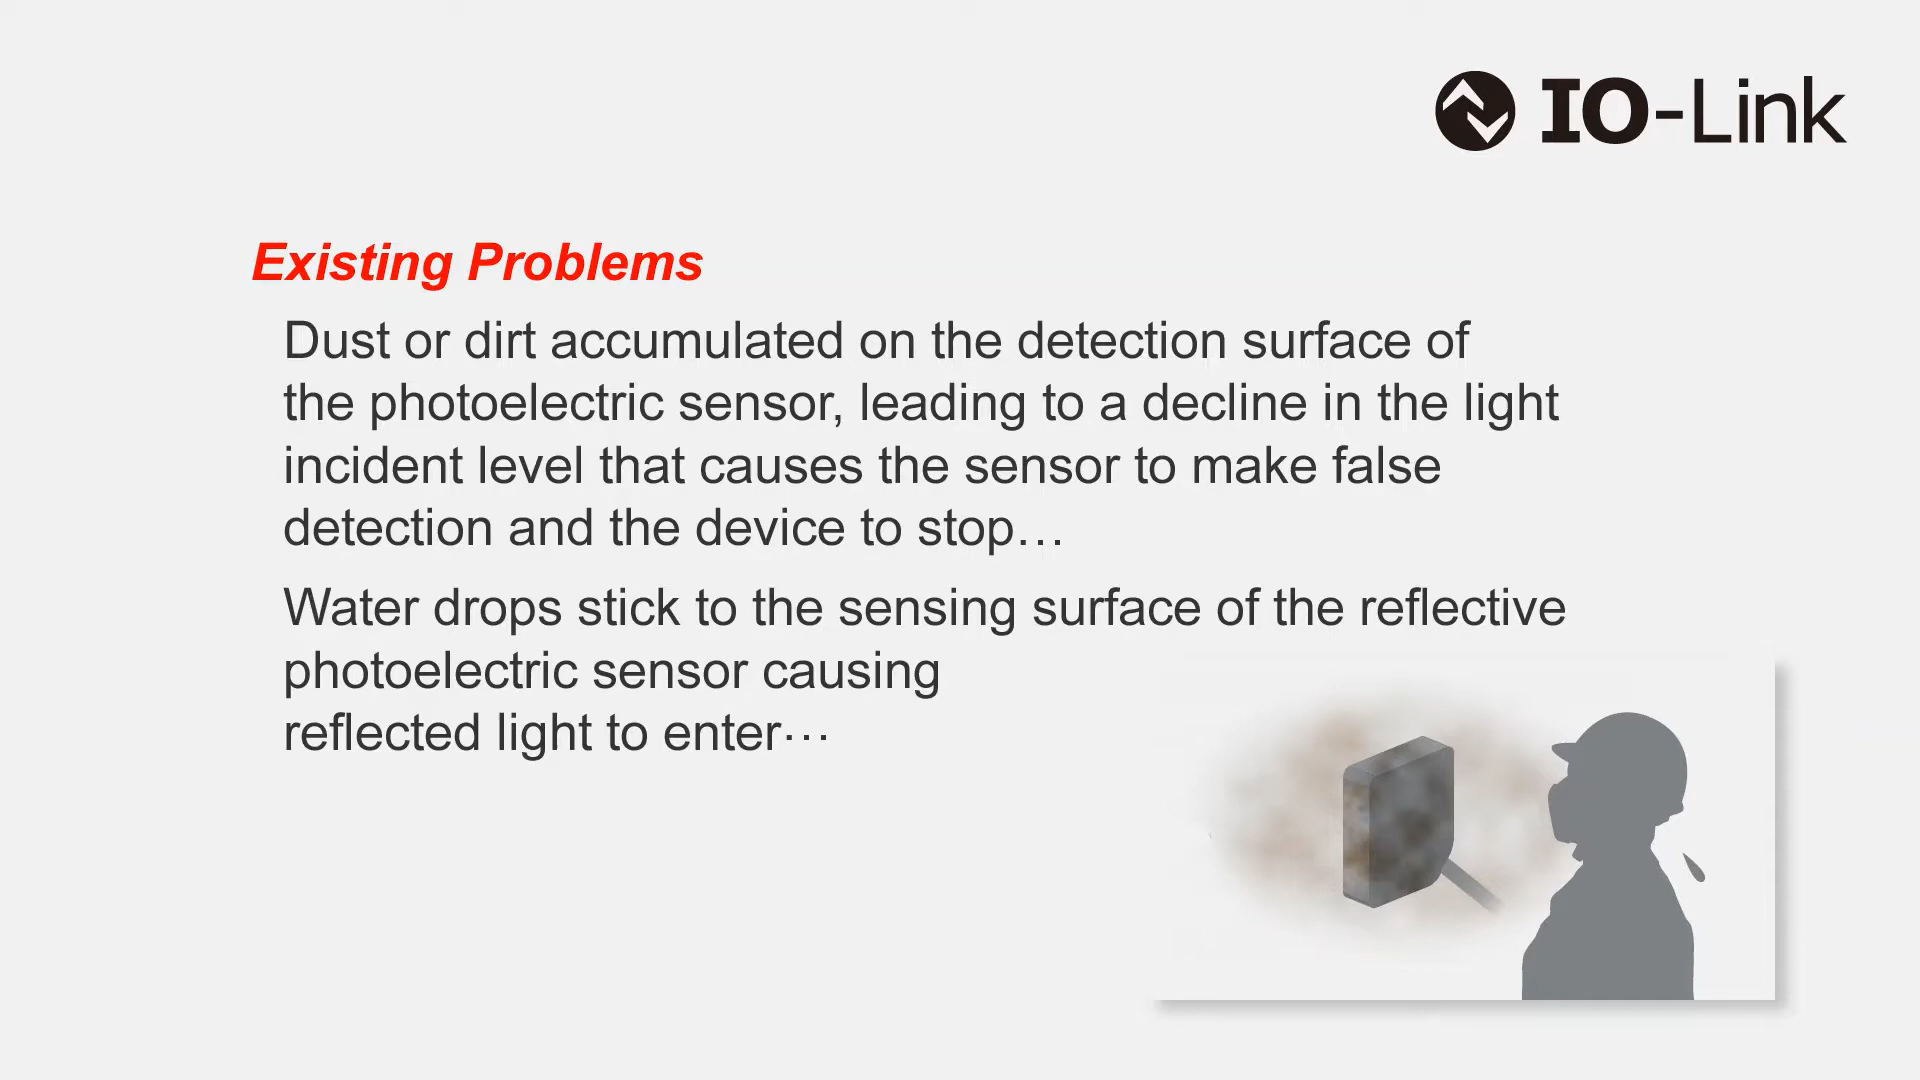 IO-Link
Existing Problems
Dust or dirt accumulated on the detection surface of
the photoelectric sensor, leading to a decline in the light
incident level that causes the sensor to make false
detection and the device to stop…
Water drops stick to the sensing surface of the reflective
photoelectric sensor causing
reflected light to enter⋯